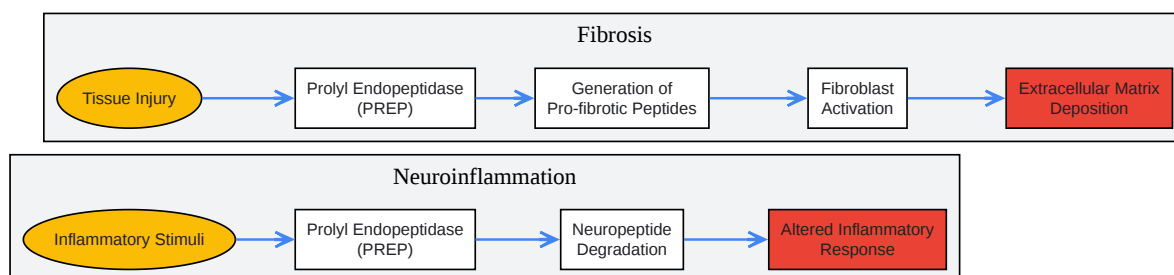 Fibrosis
Tissue Injury
Prolyl Endopeptidase
(PREP)
Generation of
Pro-fibrotic Peptides
Fibroblast
Activation
Extracellular Matrix
Deposition
Neuroinflammation
Inflammatory Stimuli
Prolyl Endopeptidase
(PREP)
Neuropeptide
Degradation
Altered Inflammatory
Response